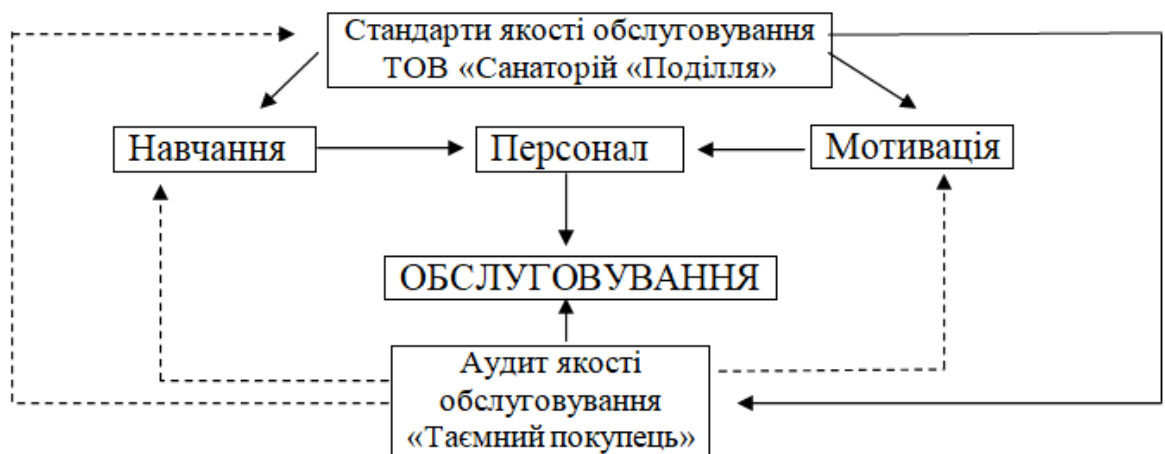 Стандарти якості обслуговування
ТОВ «Санаторій «Поділля»
Навчання
Персонал
Мотивація
ОБСЛУГОВУВАННЯ
Аудит якості
обслуговування
«Таємний покупець»